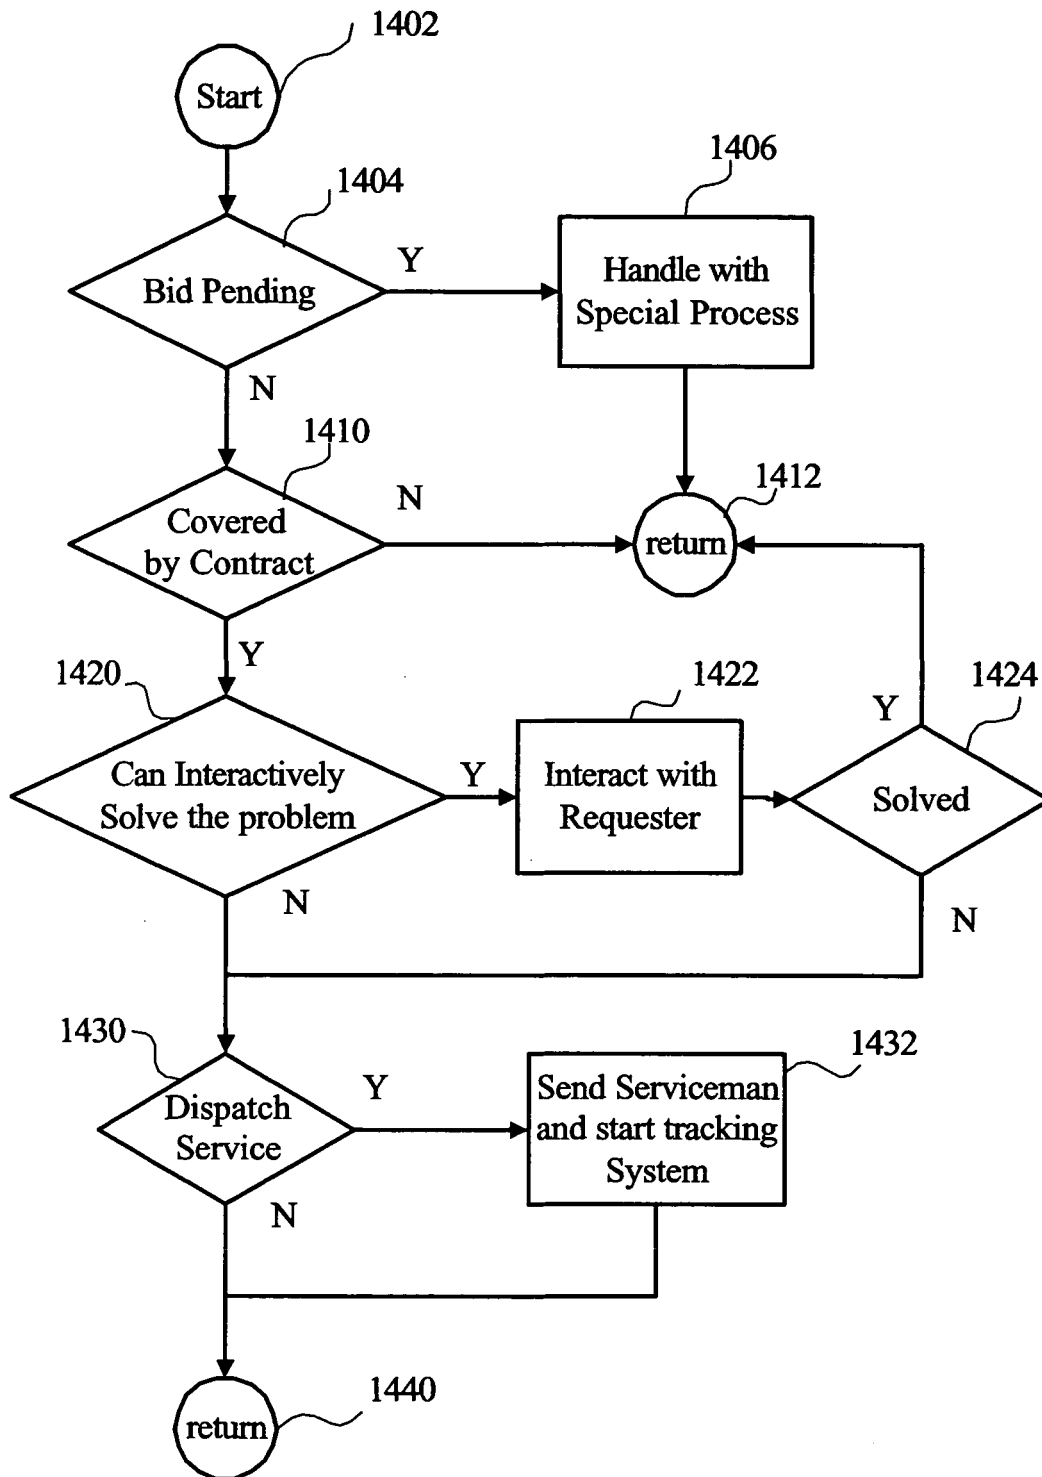 1402
Start
1404
1406
Bid Pending
Y
Handle with
Special Process
N
1410
1412
Covered
by Contract
N
return
Y
1420
1422
1424
Can Interactively
Solve the problem
Y
Interact with
Requester
Y
Solved
N
N
1430
1432
Dispatch
Service
Y
Send Serviceman
and start tracking
System
N
return
1440